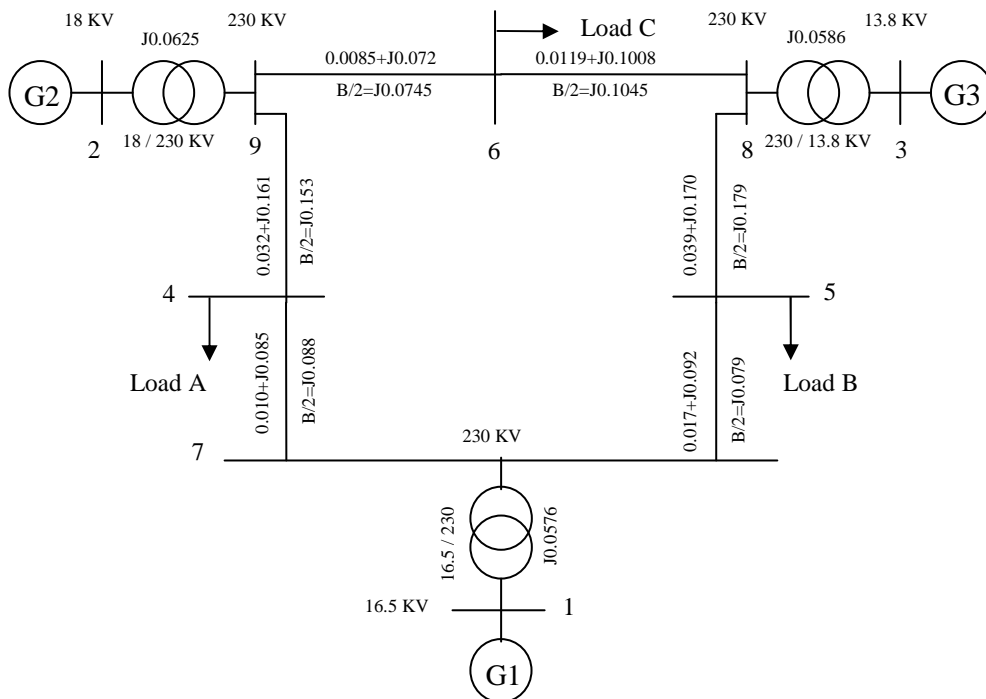 18 KV
230 KV
230 KV
13.8 KV
J0.0625
Load C
J0.0586
0.0085+J0.072
0.0119+J0.1008
G2
B/2=J0.0745
B/2=J0.1045
G3
18 / 230 KV
230 / 13.8 KV
2
9
6
8
3
0.032+J0.161
B/2=J0.153
0.039+J0.170
B/2=J0.179
4
5
Load A
0.010+J0.085
B/2=J0.088
0.017+J0.092
B/2=J0.079
Load B
7
230 KV
16.5 / 230
J0.0576
16.5 KV
1
G1